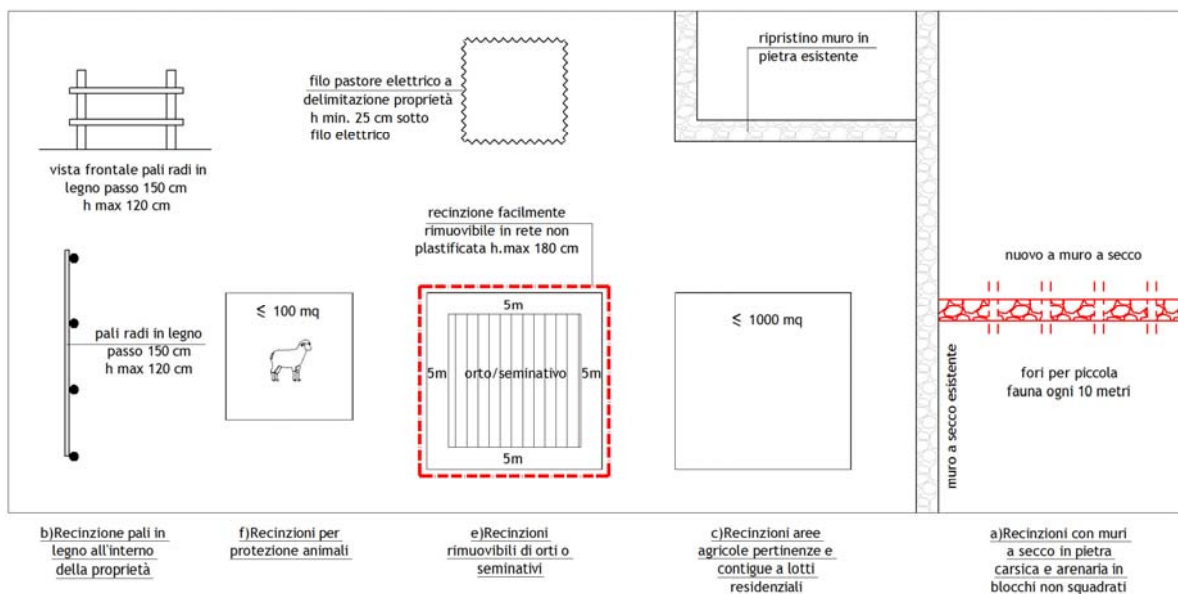 ripristino muro in
pietra esistente
filo pastore elettrico a
delimitazione proprietà
h min. 25 cm sotto
filo elettrico
vista frontale pali radi in
legno passo 150 cm
h max 120 cm
recinzione facilmente
rimuovibile in rete non
plastificata h.max 180 cm
nuovo a muro a secco
≤ 100 mq
5m
≤ 1000 mq
pali radi in legno
passo 150 cm
h max 120 cm
5m
orto/seminativo
5m
5m
fori per piccola
fauna ogni 10 metri
muro a secco esistente
b)Recinzione pali in
legno all'interno
della proprietà
f)Recinzioni per
protezione animali
e)Recinzioni
rimuovibili di orti o
seminativi
c)Recinzioni aree
agricole pertinenze e
contigue a lotti
residenziali
a)Recinzioni con muri
a secco in pietra
carsica e arenaria in
blocchi non squadrati